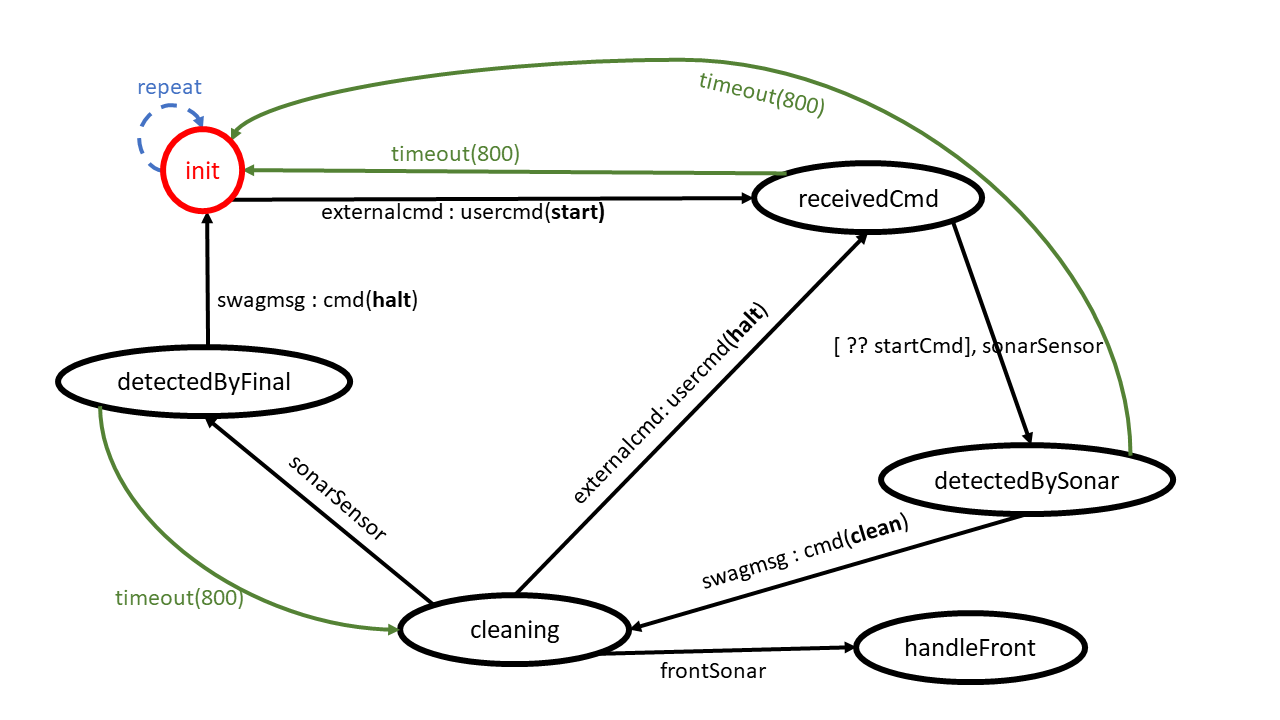 timeout(800)
repeat
timeout(800)
init
receivedCmd
externalcmd : usercmd(start)
swagmsg : cmd(halt)
[ ?? startCmd], sonarSensor
externalcmd: usercmd(halt)
detectedByFinal
sonarSensor
detectedBySonar
swagmsg : cmd(clean)
timeout(800)
cleaning
handleFront
frontSonar